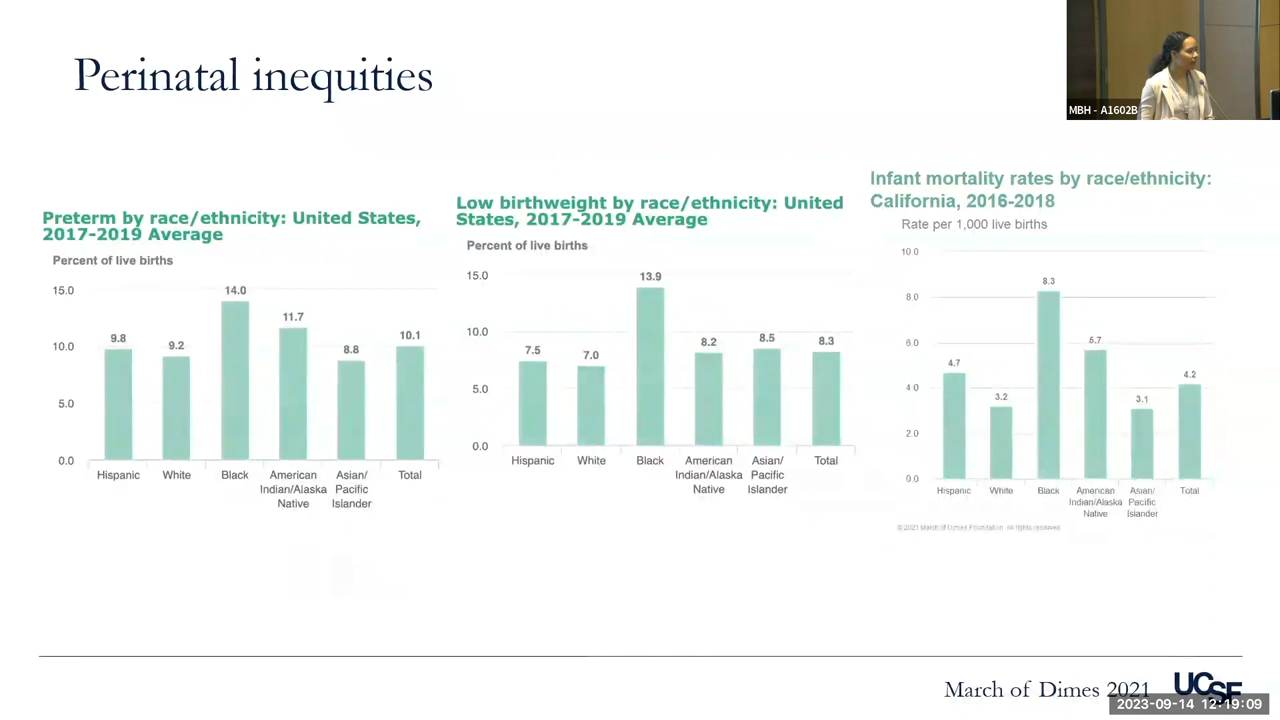 Perinatal inequities
MBH - A1602B
Preterm by race/ethnicity: United States,
2017-2019 Average
Percent of live births
15.0
10.0
5.0
0.0
9.8
9.2
14.0
11.7
8.8
10.1
Hispanic
White
Black
American
Indian/Alaska
Native
Asian/
Pacific
Islander
Total
Low birthweight by race/ethnicity: United
States, 2017-2019 Average
Percent of live births
15.0
10.0
5.0
0.0
7.5
7.0
13.9
8.2
8.5
8.3
Hispanic
White
Black
American
Indian/Alaska
Native
Asian/
Pacific
Islander
Total
Infant mortality rates by race/ethnicity:
California, 2016-2018
Rate per 1,000 live births
10.0
8.0
6.0
4.0
2.0
0.0
4.7
3.2
8.3
5.7
3.1
4.2
Hispanic
White
Black
American
Indian/Alaska
Native
Asian/
Pacific
Islander
Total
© 2021 March of Dimes Foundation. All rights reserved.
March of Dimes 2021
UCSF
2023-09-14 12:19:09